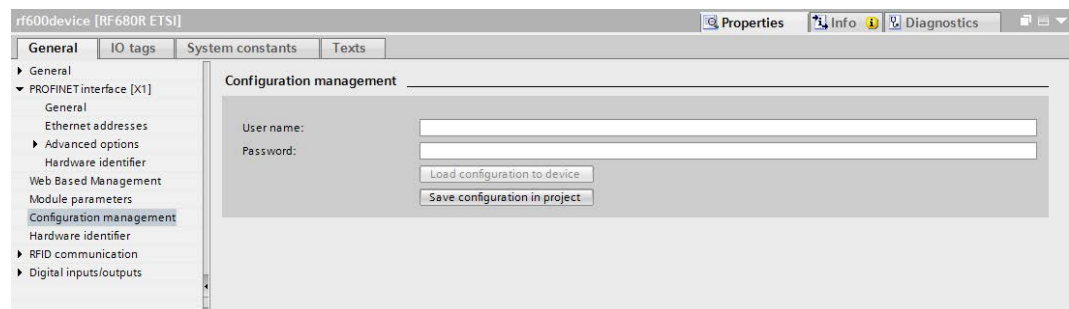 rf600device [RF680R ETSI]
Properties
Info
Diagnostics
General
IO tags
System constants
Texts
General
PROFINET interface [X1]
General
Ethernet addresses
Advanced options
Hardware identifier
Web Based Management
Module parameters
Configuration management
Hardware identifier
RFID communication
Digital inputs/outputs
Configuration management
User name:
Password:
Load configuration to device
Save configuration in project